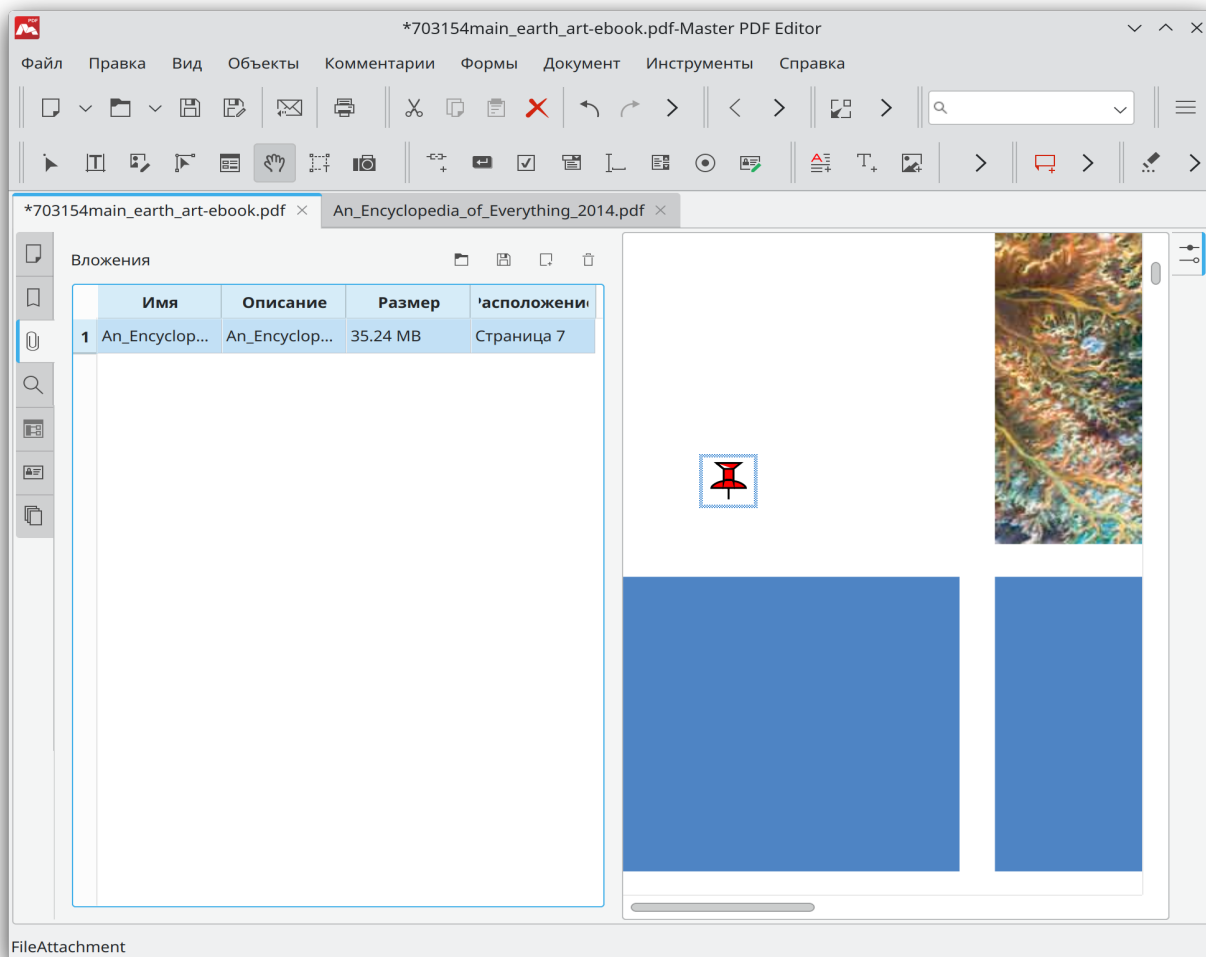 *703154main_earth_art-ebook.pdf-Master PDF Editor
Файл Правка Вид Объекты Комментарии Формы Документ Инструменты Справка
*703154main_earth_art-ebook.pdf An_Encyclopedia_of_Everything_2014.pdf
Вложения
Имя Описание Размер асположени
1 An_Encyclop... An_Encyclop... 35.24 MB Страница 7
FileAttachment